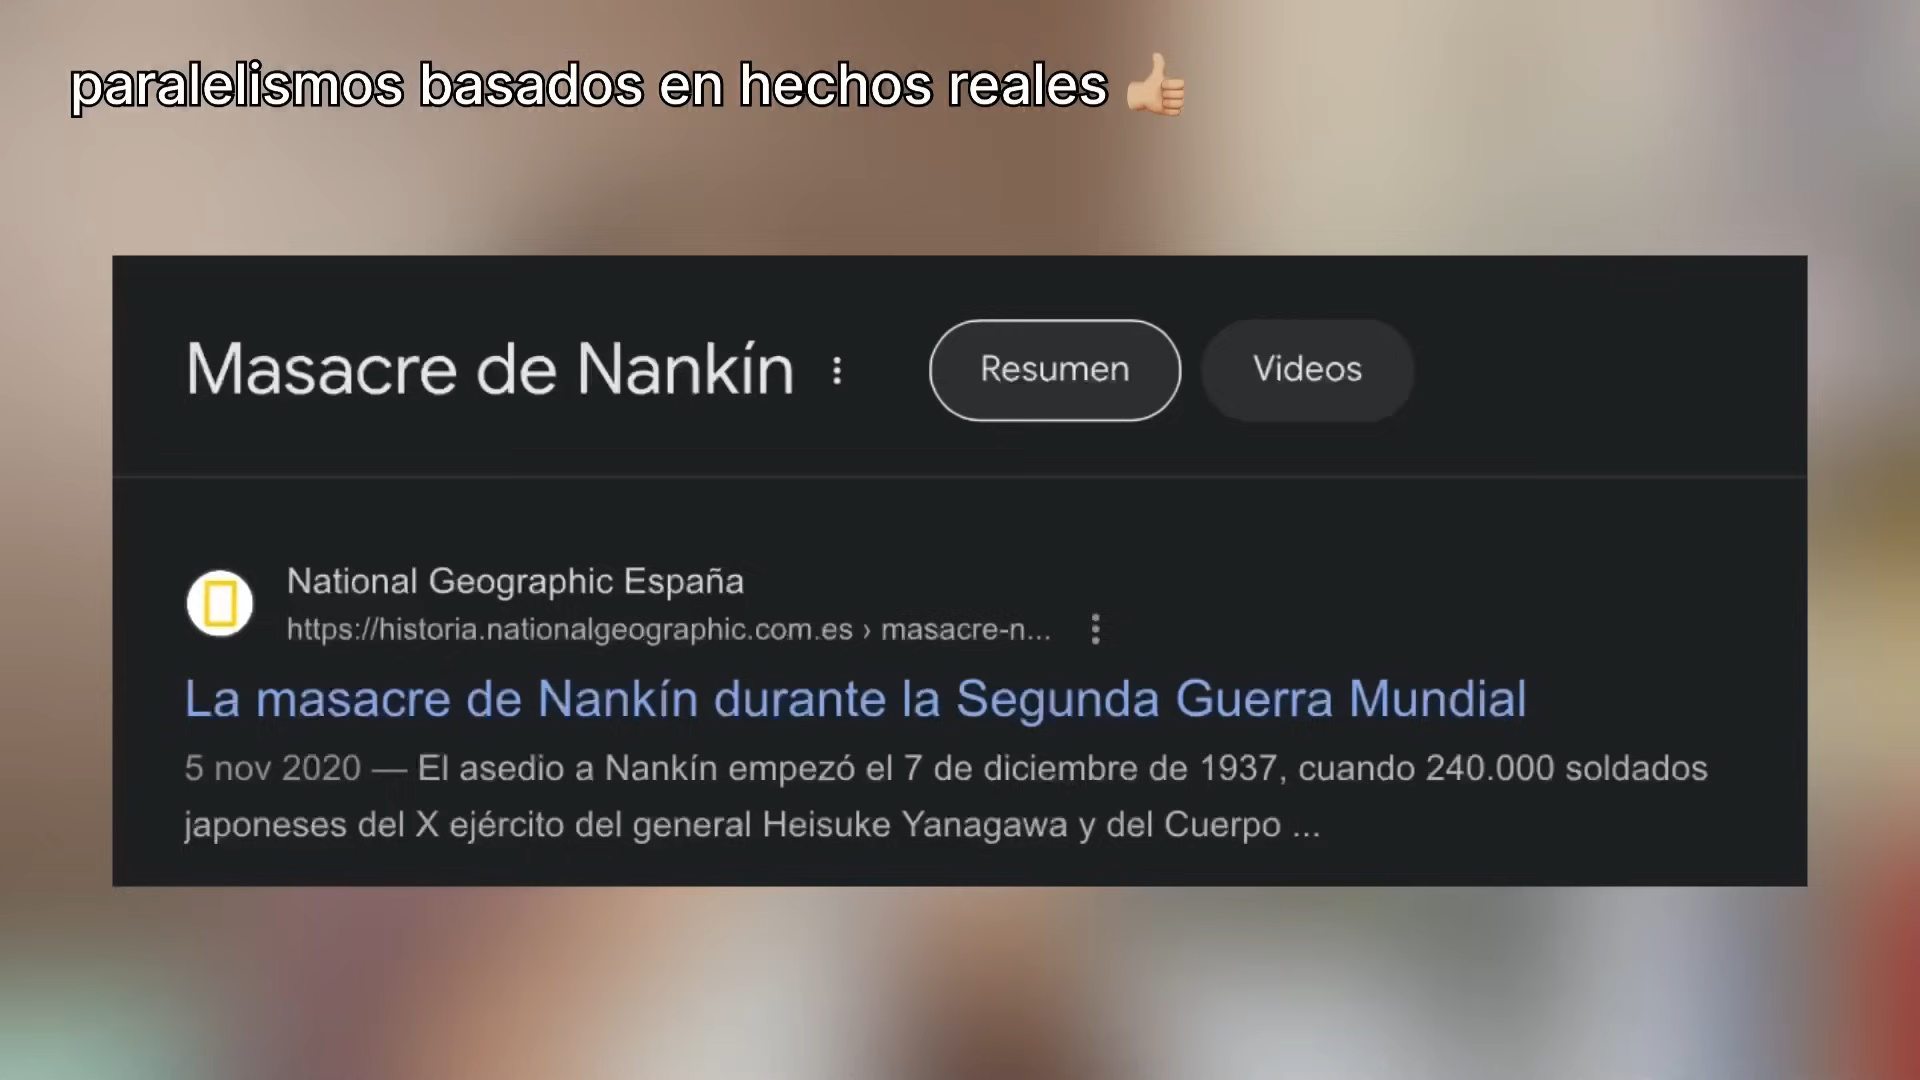 paralelismos basados en hechos reales 👍🏼
Masacre de Nankín
Resumen
Videos
National Geographic España
https://historia.nationalgeographic.com.es › masacre-n...
La masacre de Nankín durante la Segunda Guerra Mundial
5 nov 2020 — El asedio a Nankín empezó el 7 de diciembre de 1937, cuando 240.000 soldados
japoneses del X ejército del general Heisuke Yanagawa y del Cuerpo ...